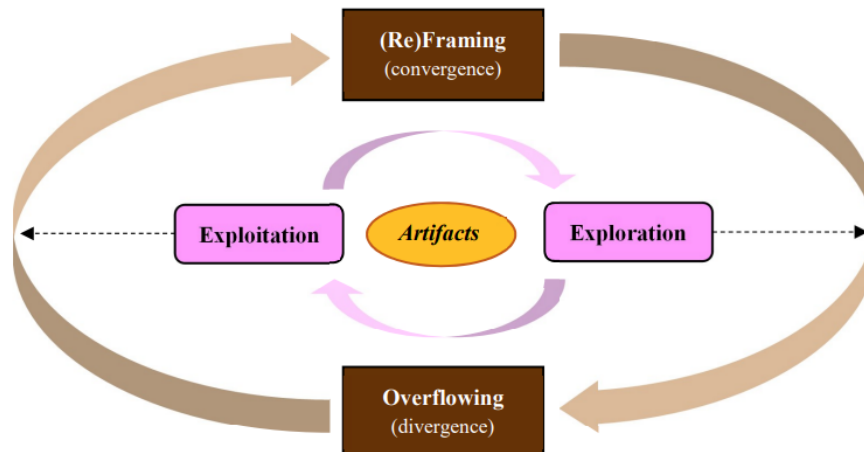 (Re)Framing
(convergence)
Exploitation
Artifacts
Exploration
Overflowing
(divergence)